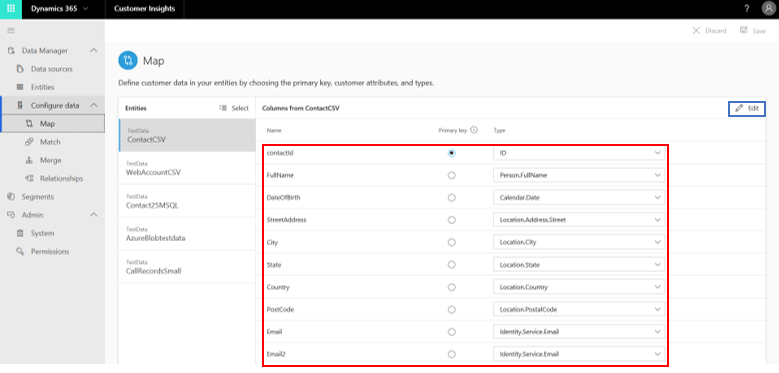 Dynamics 365 Customer Insights ?
Discard Save
Data Manager
Data sources
Entities
Configure data
Map
Match
Merge
Relationships
Segments
Admin
System
Permissions
Map
Define customer data in your entities by choosing the primary key, customer attributes, and types.
Entities Select
TestData
ContactCSV
TestData
WebAccountCSV
TestData
Contact25MSQL
TestData
AzureBlobtestdata
TestData
CallRecordsSmall
Columns from ContactCSV Edit
Name Primary key Type
contactId ID
FullName Person.FullName
DateOfBirth Calendar.Date
StreetAddress Location.Address.Street
City Location.City
State Location.State
Country Location.Country
PostCode Location.PostalCode
Email Identity.Service.Email
Email2 Identity.Service.Email